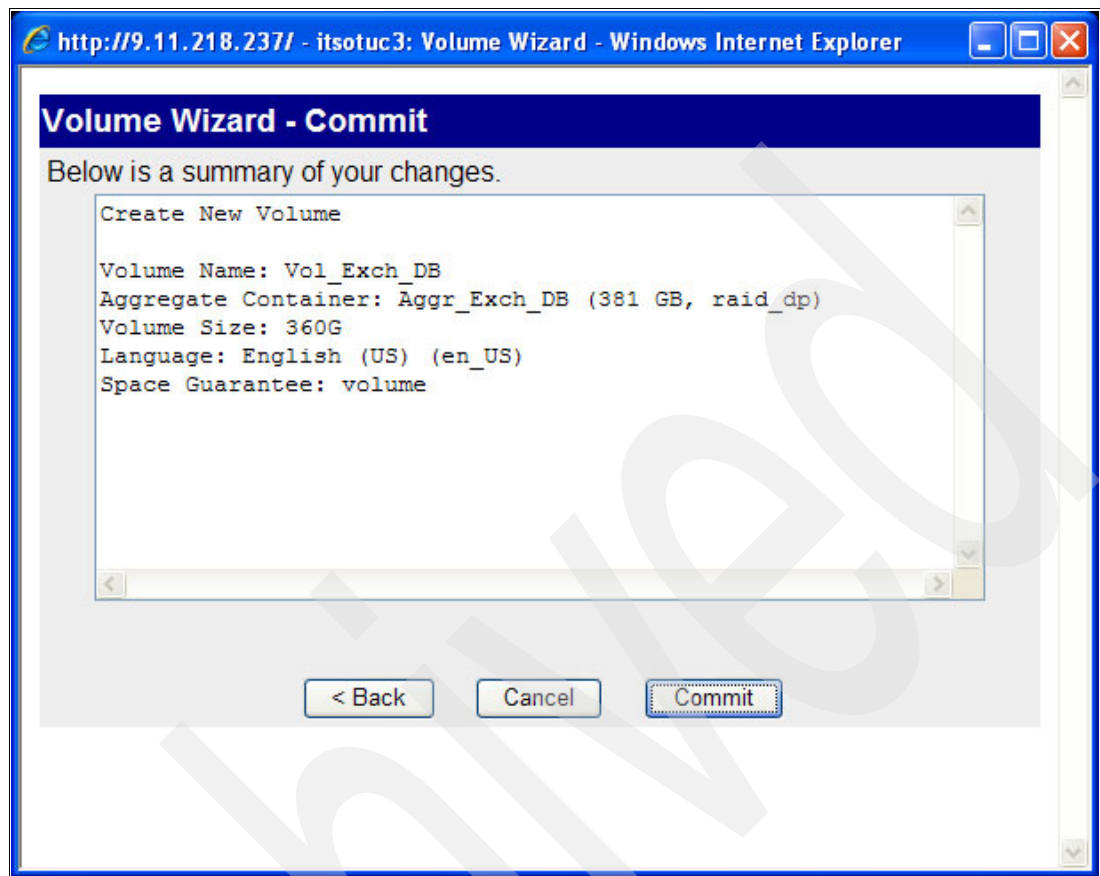 http://9.11.218.237/ - itsotuc3: Volume Wizard - Windows Internet Explorer
Volume Wizard - Commit
Below is a summary of your changes.
Create New Volume
Volume Name: Vol_Exch_DB
Aggregate Container: Aggr_Exch_DB (381 GB, raid_dp)
Volume Size: 360G
Language: English (US) (en_US)
Space Guarantee: volume
< Back Cancel Commit
hived